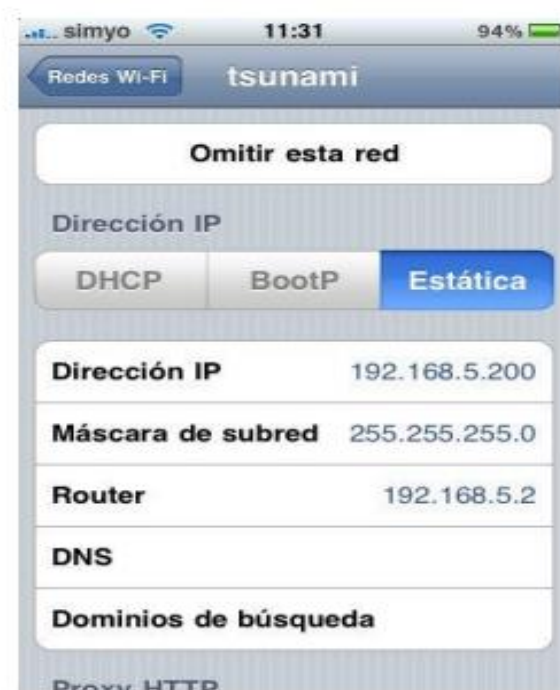 simyo 11:31 94%
Redes Wi-Fi tsunami
Omitir esta red
Dirección IP
DHCP BootP Estática
Dirección IP 192.168.5.200
Máscara de subred 255.255.255.0
Router 192.168.5.2
DNS
Dominios de búsqueda
Proxy HTTP